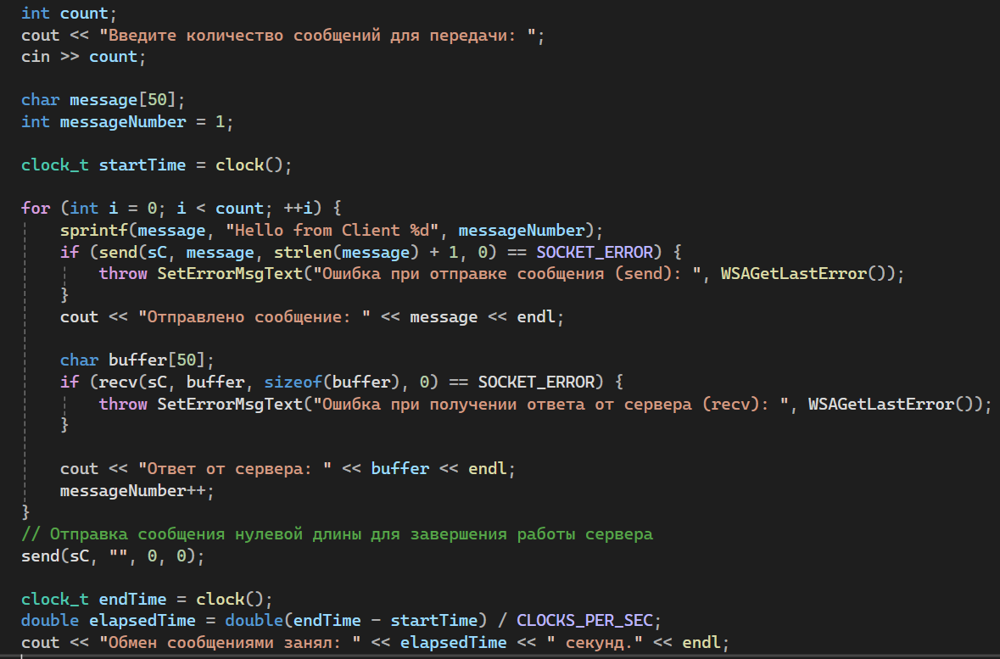 int count;
cout << "Введите количество сообщений для передачи: ";
cin >> count;
char message[50];
int messageNumber = 1;
clock_t startTime = clock();
for (int i = 0; i < count; ++i) {
sprintf(message, "Hello from Client %d", messageNumber);
if (send(sC, message, strlen(message) + 1, 0) == SOCKET_ERROR) {
throw SetErrorMsgText("Ошибка при отправке сообщения (send): ", WSAGetLastError());
}
cout << "Отправлено сообщение: " << message << endl;
char buffer[50];
if (recv(sC, buffer, sizeof(buffer), 0) == SOCKET_ERROR) {
throw SetErrorMsgText("Ошибка при получении ответа от сервера (recv): ", WSAGetLastError());
}
cout << "Ответ от сервера: " << buffer << endl;
messageNumber++;
}
// Отправка сообщения нулевой длины для завершения работы сервера
send(sC, "", 0, 0);
clock_t endTime = clock();
double elapsedTime = double(endTime - startTime) / CLOCKS_PER_SEC;
cout << "Обмен сообщениями занял: " << elapsedTime << " секунд." << endl;